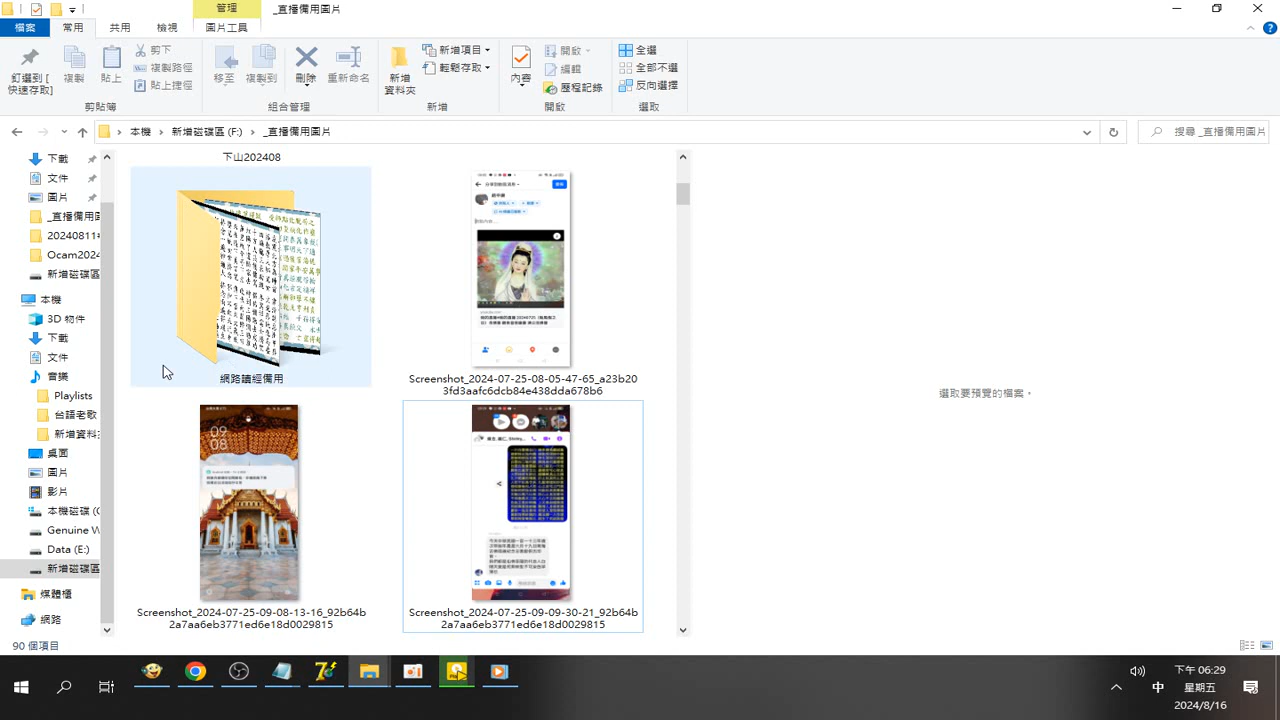 管理
_直播備用圖片
檔案
常用
共用
檢視
圖片工具
釘選到 [
快速存取]
複製
貼上
剪下
複製路徑
貼上捷徑
剪貼簿
移至
複製到
刪除
重新命名
組合管理
新增
資料夾
新增項目
輕鬆存取
新增
內容
開啟
編輯
歷程記錄
開啟
全選
全部不選
反向選擇
選取
本機
新增磁碟區 (F:)
_直播備用圖片
搜尋 _直播備用圖片
下載
文件
圖片
_直播備用圖
20240811
Ocam2024
新增磁碟區
本機
3D 物件
下載
文件
音樂
Playlists
台語老歌
新增資料
桌面
圖片
影片
本機磁碟 (C
Genuine W
Data (E:)
新增磁碟區
媒體櫃
網路
下山202408
網路讀經備用
Screenshot_2024-07-25-08-05-47-65_a23b20
3fd3aafc6dcb84e438dda678b6
09
08
Screenshot_2024-07-25-09-08-13-16_92b64b
2a7aa6eb3771ed6e18d0029815
Screenshot_2024-07-25-09-09-30-21_92b64b
2a7aa6eb3771ed6e18d0029815
選取要預覽的檔案。
90 個項目
中
下午 06:29
星期五
2024/8/16